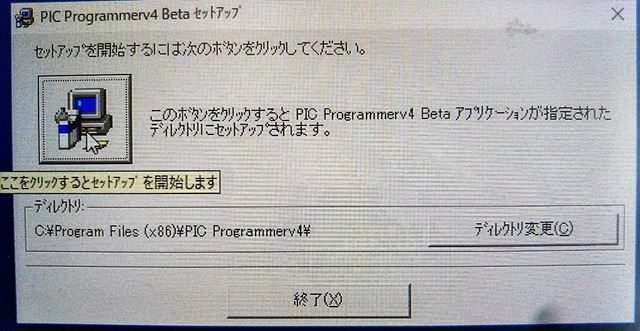 PIC Programmerv4 Beta ｾｯﾄｱｯﾌﾟ
ｾｯﾄｱｯﾌﾟを開始するには次のﾎﾞﾀﾝをｸﾘｯｸしてください。
このﾎﾞﾀﾝをｸﾘｯｸすると PIC Programmerv4 Beta ｱﾌﾟﾘｹｰｼｮﾝが指定された
ﾃﾞｨﾚｸﾄﾘにｾｯﾄｱｯﾌﾟされます。
ここをｸﾘｯｸするとｾｯﾄｱｯﾌﾟを開始します
ﾃﾞｨﾚｸﾄﾘ:
C:¥Program Files (x86)¥PIC Programmerv4¥
ﾃﾞｨﾚｸﾄﾘ変更(C)
終了(X)